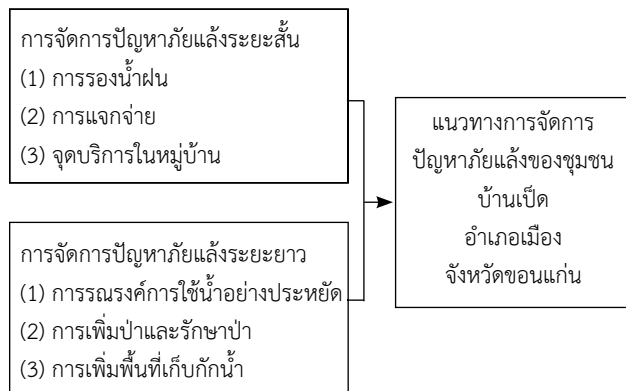 การจัดการปัญหาภัยแล้งระยะสั้น
(1) การรองน้ำฝน
(2) การแจกจ่าย
(3) จุดบริการในหมู่บ้าน
การจัดการปัญหาภัยแล้งระยะยาว
(1) การรณรงค์การใช้น้ำอย่างประหยัด
(2) การเพิ่มป่าและรักษาป่า
(3) การเพิ่มพื้นที่เก็บกักน้ำ
แนวทางการจัดการ
ปัญหาภัยแล้งของชุมชน
บ้านเป็ด
อำเภอเมือง
จังหวัดขอนแก่น